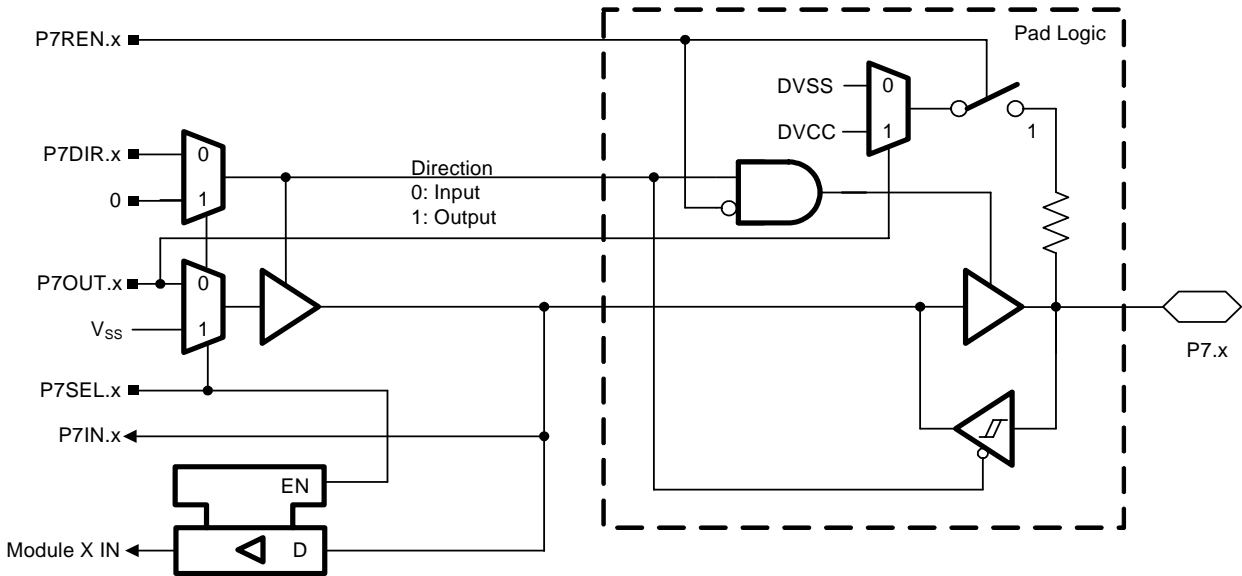 P7REN.x
Pad Logic
DVSS
0
DVCC
1
1
P7DIR.x
0
0
1
Direction
0: Input
1: Output
P7OUT.x
0
VSS
1
P7.x
P7SEL.x
P7IN.x
EN
Module X IN
D